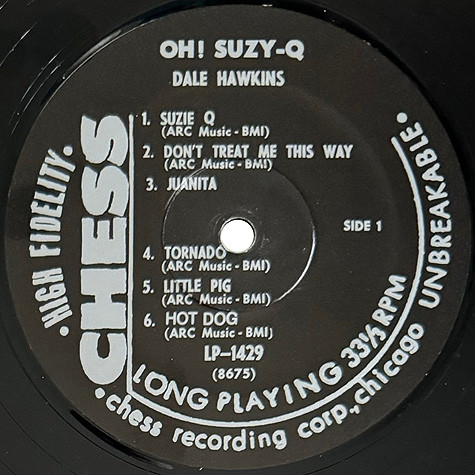 OH! SUZY-Q
DALE HAWKINS
1. SUZIE Q
(ARC Music - BMI)
2. DON'T TREAT ME THIS WAY
(ARC Music - BMI)
3. JUANITA
SIDE 1
4. TORNADO
(ARC Music - BMI)
5. LITTLE PIG
(ARC Music - BMI)
6. HOT DOG
(ARC Music - BMI)
LP-1429
(8675)
• HIGH FIDELITY •
CHESS
LONG PLAYING 33⅓ RPM
UNBREAKABLE •
• chess recording corp., chicago